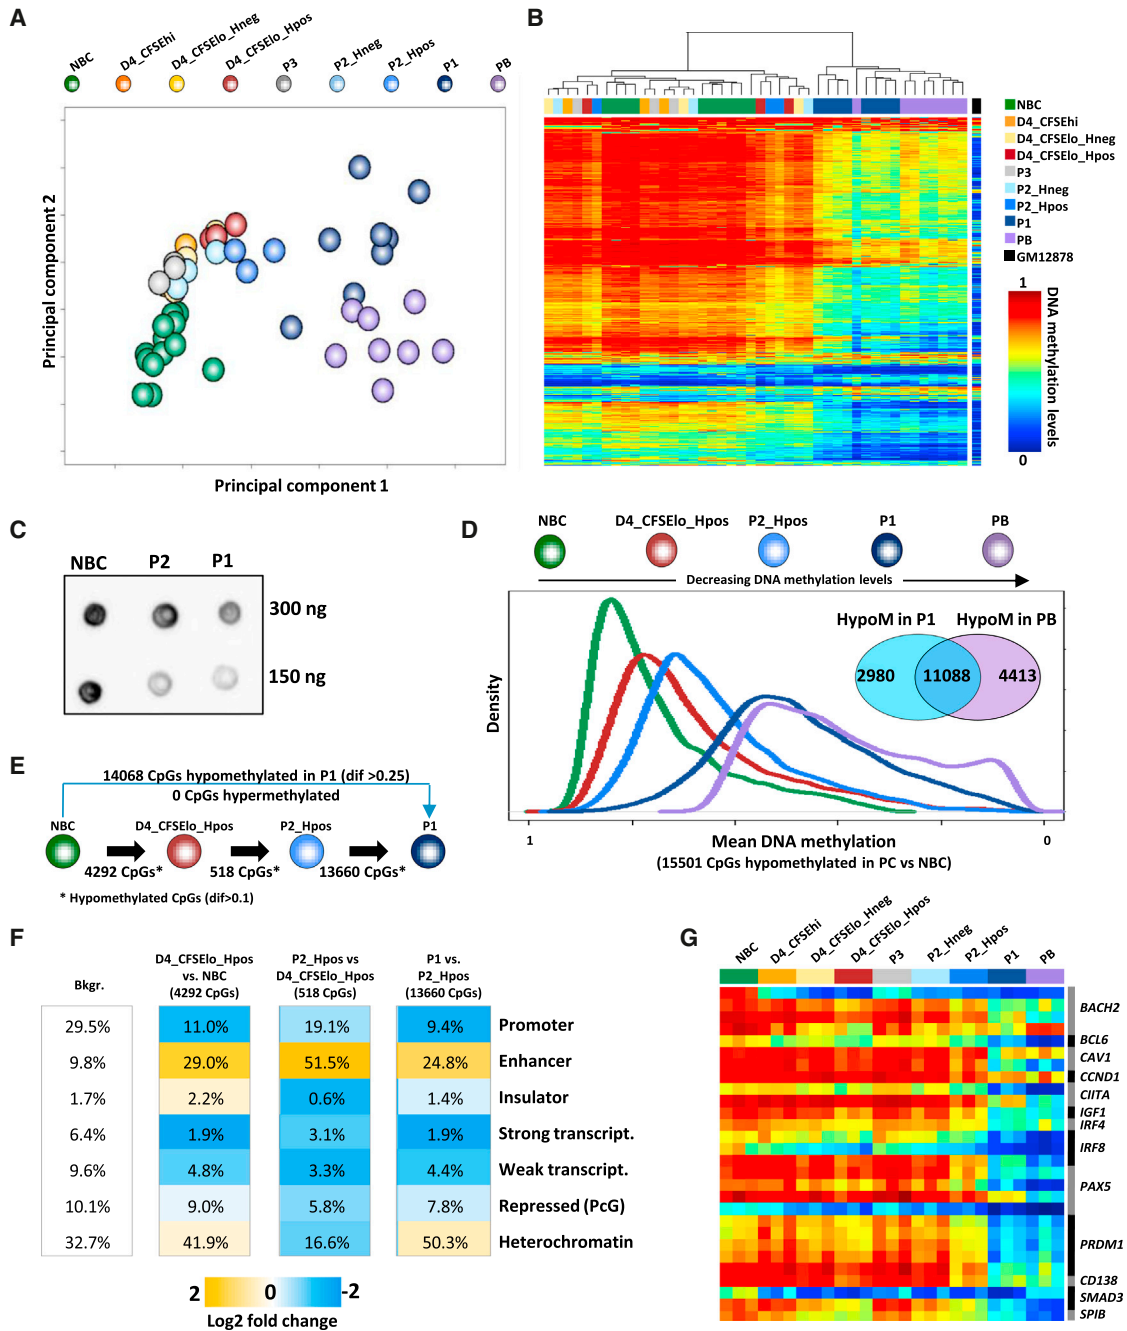 A
NBC
D4_CFSEhi
D4_CFSElo_Hneg
D4_CFSElo_Hpos
P3
P2_Hneg
P2_Hpos
P1
PB
Principal component 2
Principal component 1
B
NBC
D4_CFSEhi
D4_CFSElo_Hneg
D4_CFSElo_Hpos
P3
P2_Hneg
P2_Hpos
P1
PB
GM12878
1
DNA methylation levels
0
C
NBC
P2
P1
300 ng
150 ng
D
NBC
D4_CFSElo_Hpos
P2_Hpos
P1
PB
Decreasing DNA methylation levels
HypoM in P1
HypoM in PB
2980
11088
4413
Density
1
Mean DNA methylation
0
(15501 CpGs hypomethylated in PC vs NBC)
E
14068 CpGs hypomethylated in P1 (dif >0.25)
0 CpGs hypermethylated
NBC
D4_CFSElo_Hpos
P2_Hpos
P1
4292 CpGs*
518 CpGs*
13660 CpGs*
* Hypomethylated CpGs (dif>0.1)
F
Bkgr.
D4_CFSElo_Hpos
vs. NBC
(4292 CpGs)
P2_Hpos vs
D4_CFSElo_Hpos
(518 CpGs)
P1 vs.
P2_Hpos
(13660 CpGs)
29.5% 11.0% 19.1% 9.4% Promoter
9.8% 29.0% 51.5% 24.8% Enhancer
1.7% 2.2% 0.6% 1.4% Insulator
6.4% 1.9% 3.1% 1.9% Strong transcript.
9.6% 4.8% 3.3% 4.4% Weak transcript.
10.1% 9.0% 5.8% 7.8% Repressed (PcG)
32.7% 41.9% 16.6% 50.3% Heterochromatin
2 0 -2
Log2 fold change
G
NBC
D4_CFSEhi
D4_CFSElo_Hneg
D4_CFSElo_Hpos
P3
P2_Hneg
P2_Hpos
P1
PB
BACH2
BCL6
CAV1
CCND1
CIITA
IGF1
IRF4
IRF8
PAX5
PRDM1
CD138
SMAD3
SPIB